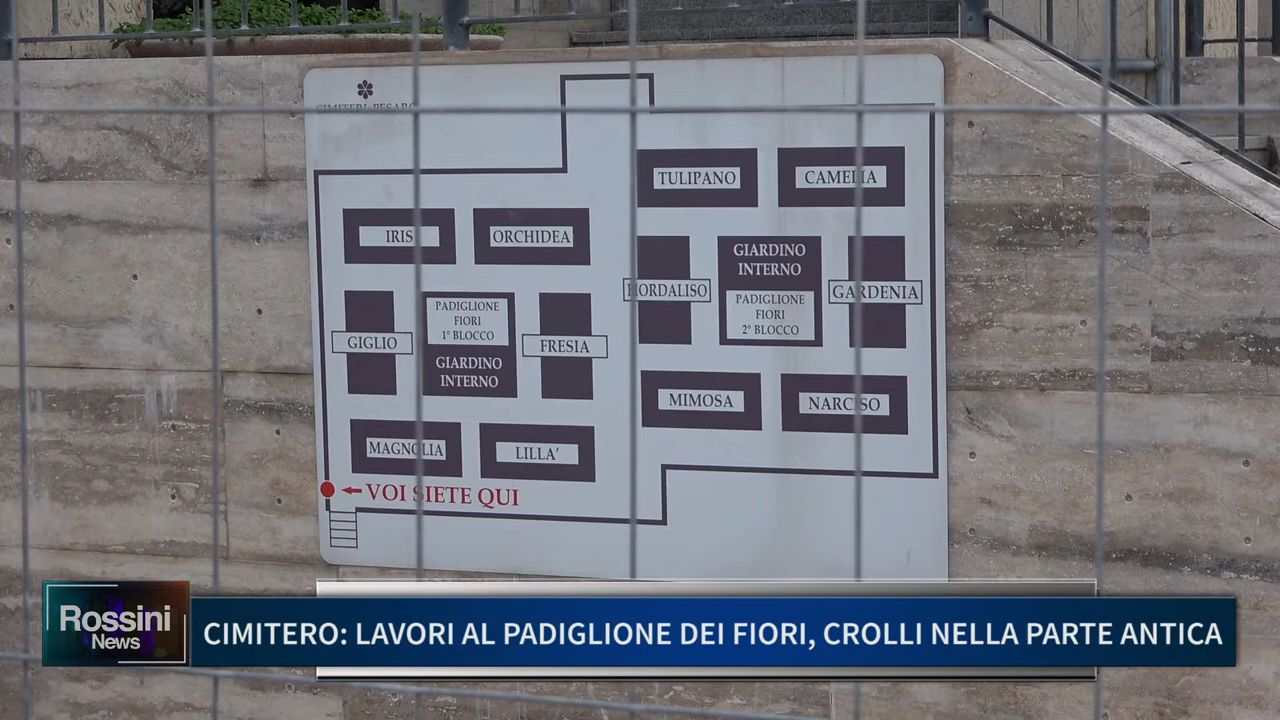 CIMITERI PESARO
TULIPANO
CAMELIA
IRIS
ORCHIDEA
FIORDALISO
GIARDINO
INTERNO
PADIGLIONE
FIORI
2° BLOCCO
GARDENIA
GIGLIO
PADIGLIONE
FIORI
1° BLOCCO
GIARDINO
INTERNO
FRESIA
MIMOSA
NARCISO
MAGNOLIA
LILLA'
VOI SIETE QUI
Rossini
News
CIMITERO: LAVORI AL PADIGLIONE DEI FIORI, CROLLI NELLA PARTE ANTICA